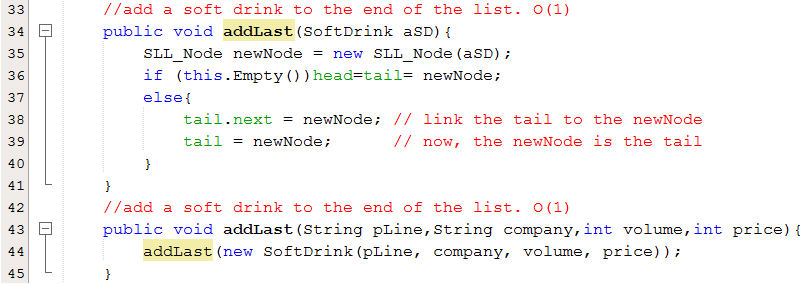 33 //add a soft drink to the end of the list. O(1)
34 public void addLast(SoftDrink aSD){
35 SLL_Node newNode = new SLL_Node(aSD);
36 if (this.Empty())head=tail= newNode;
37 else{
38 tail.next = newNode; // link the tail to the newNode
39 tail = newNode; // now, the newNode is the tail
40 }
41 }
42 //add a soft drink to the end of the list. O(1)
43 public void addLast(String pLine,String company,int volume,int price){
44 addLast(new SoftDrink(pLine, company, volume, price));
45 }